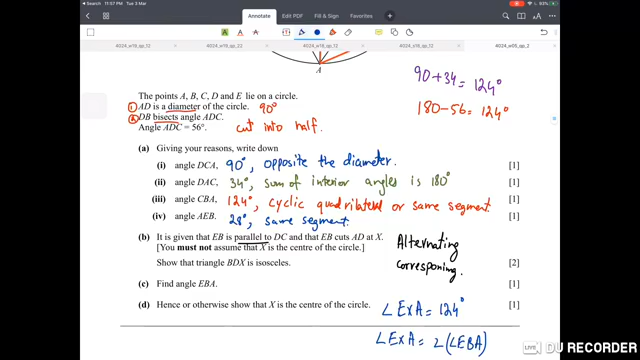 11:57 PM Tue 3 Mar
93%
Annotate Edit PDF Fill & Sign Favorites
4024_w18_qp_12
4024_w19_qp_22
4024_w19_qp_12
4024_w05_qp_2
A
90 + 34 = 124°
180 - 56 = 124°
The points A, B, C, D and E lie on a circle.
① AD is a diameter of the circle. 90°
② DB bisects angle ADC. cut into half.
Angle ADC = 56°.
(a) Giving your reasons, write down
(i) angle DCA, 90°, opposite the diameter. [1]
(ii) angle DAC, 34°, sum of interior angles is 180° [1]
(iii) angle CBA, 124°, cyclic quadrilateral or same segment. [1]
(iv) angle AEB. 28°, same segment. [1]
(b) It is given that EB is parallel to DC and that EB cuts AD at X.
[You must not assume that X is the centre of the circle.]
Show that triangle BDX is isosceles. [2]
Alternating
corresponing.
(c) Find angle EBA. [1]
(d) Hence or otherwise show that X is the centre of the circle. [1]
∠ExA = 124°
∠ExA = 2(∠EBA)
LIVE DU RECORDER